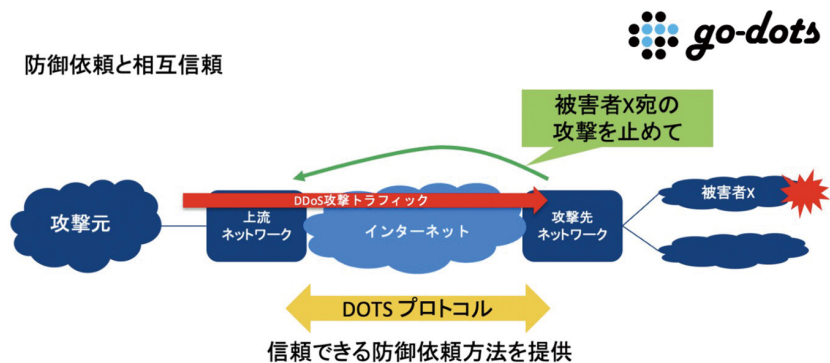 go-dots
防御依頼と相互信頼
被害者X宛の
攻撃を止めて
DDoS攻撃トラフィック
攻撃元
上流
ネットワーク
インターネット
攻撃先
ネットワーク
被害者X
DOTS プロトコル
信頼できる防御依頼方法を提供